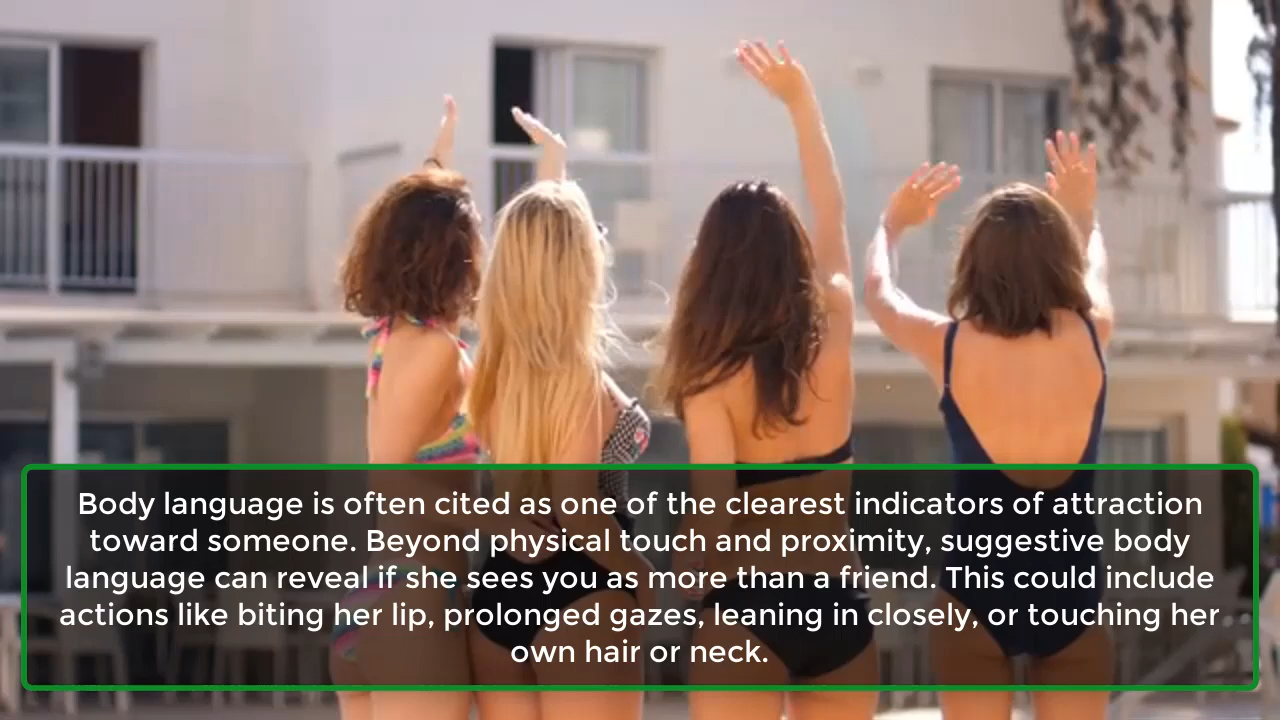 Body language is often cited as one of the clearest indicators of attraction
toward someone. Beyond physical touch and proximity, suggestive body
language can reveal if she sees you as more than a friend. This could include
actions like biting her lip, prolonged gazes, leaning in closely, or touching her
own hair or neck.